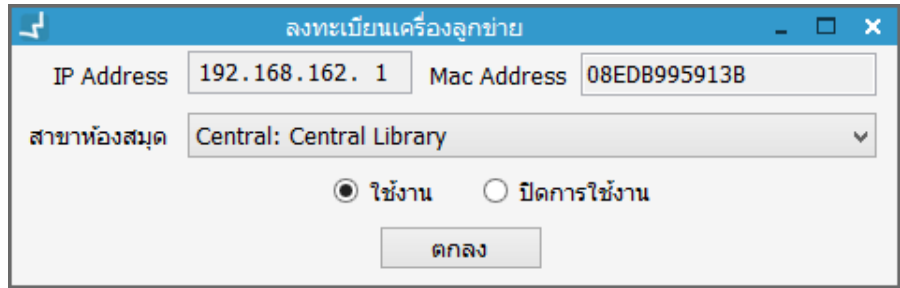 ลงทะเบียนเครื่องลูกข่าย
IP Address 192.168.162. 1 Mac Address 08EDB995913B
สาขาห้องสมุด Central: Central Library
ใช้งาน ปิดการใช้งาน
ตกลง